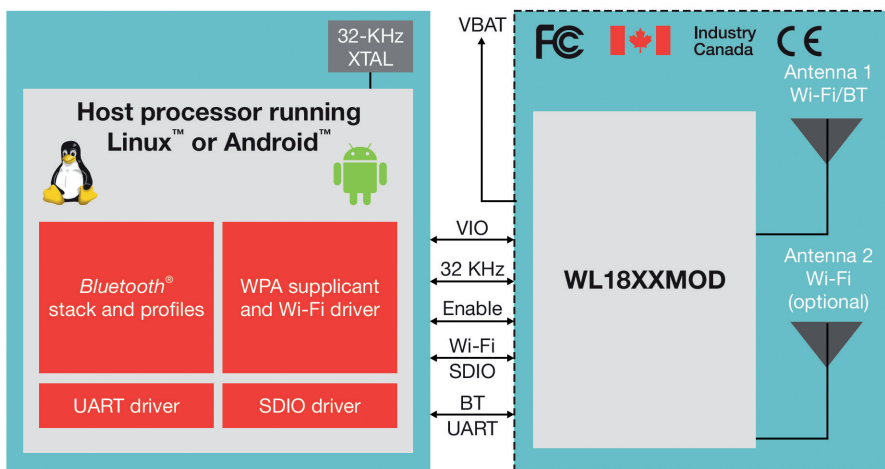 32-KHz
XTAL
Host processor running
Linux™ or Android™
Bluetooth®
stack and profiles
WPA supplicant
and Wi-Fi driver
UART driver
SDIO driver
VBAT
VIO
32 KHz
Enable
Wi-Fi
SDIO
BT
UART
FC
Industry
Canada
CE
Antenna 1
Wi-Fi/BT
WL18XXMOD
Antenna 2
Wi-Fi
(optional)